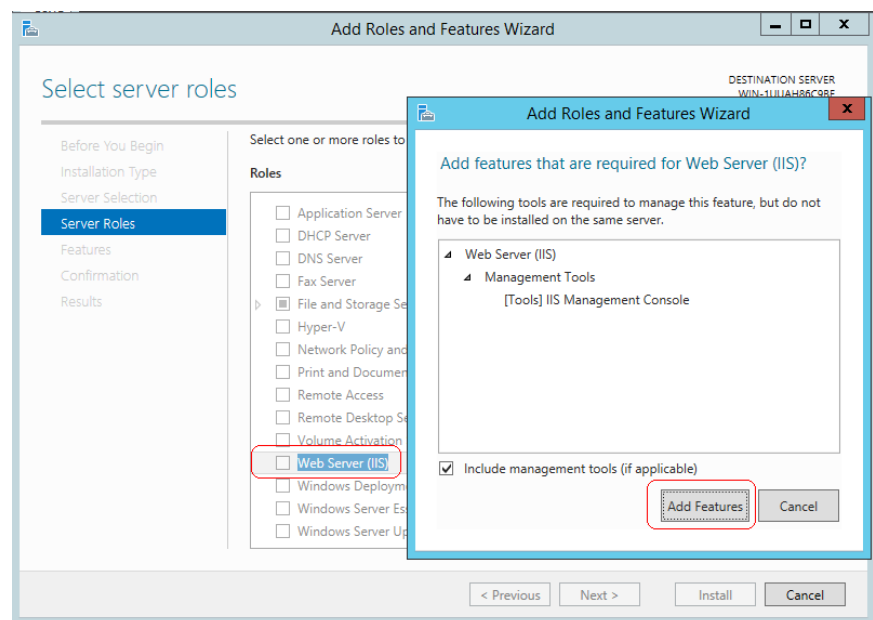 Add Roles and Features Wizard
Select server roles
DESTINATION SERVER
WIN-1UUAH86C9BF
Before You Begin
Installation Type
Server Selection
Server Roles
Features
Confirmation
Results
Select one or more roles to
Roles
Application Server
DHCP Server
DNS Server
Fax Server
File and Storage Se
Hyper-V
Network Policy and
Print and Documen
Remote Access
Remote Desktop Se
Volume Activation
Web Server (IIS)
Windows Deploym
Windows Server Es
Windows Server Up
Add Roles and Features Wizard
Add features that are required for Web Server (IIS)?
The following tools are required to manage this feature, but do not
have to be installed on the same server.
Web Server (IIS)
Management Tools
[Tools] IIS Management Console
Include management tools (if applicable)
Add Features
Cancel
< Previous
Next >
Install
Cancel